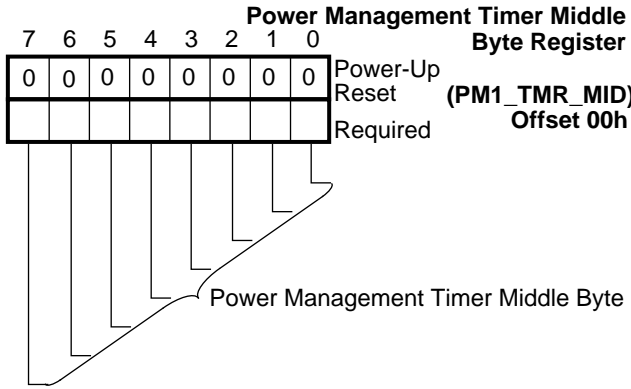 Power Management Timer Middle
Byte Register
7 6 5 4 3 2 1 0
0 0 0 0 0 0 0 0
Power-Up
Reset
(PM1_TMR_MID)
Offset 00h
Required
Power Management Timer Middle Byte